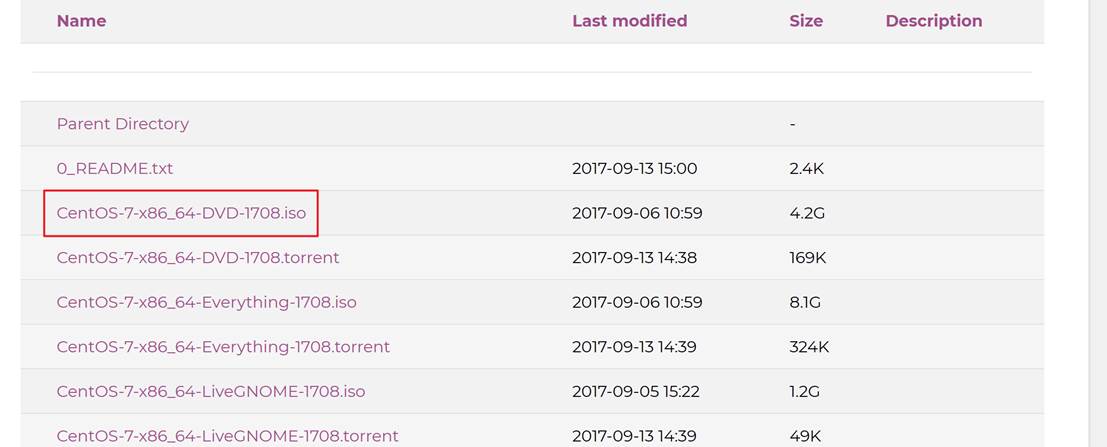 Name Last modified Size Description
Parent Directory -
0_README.txt 2017-09-13 15:00 2.4K
CentOS-7-x86_64-DVD-1708.iso 2017-09-06 10:59 4.2G
CentOS-7-x86_64-DVD-1708.torrent 2017-09-13 14:38 169K
CentOS-7-x86_64-Everything-1708.iso 2017-09-06 10:59 8.1G
CentOS-7-x86_64-Everything-1708.torrent 2017-09-13 14:39 324K
CentOS-7-x86_64-LiveGNOME-1708.iso 2017-09-05 15:22 1.2G
CentOS-7-x86_64-LiveGNOME-1708.torrent 2017-09-13 14:39 49K